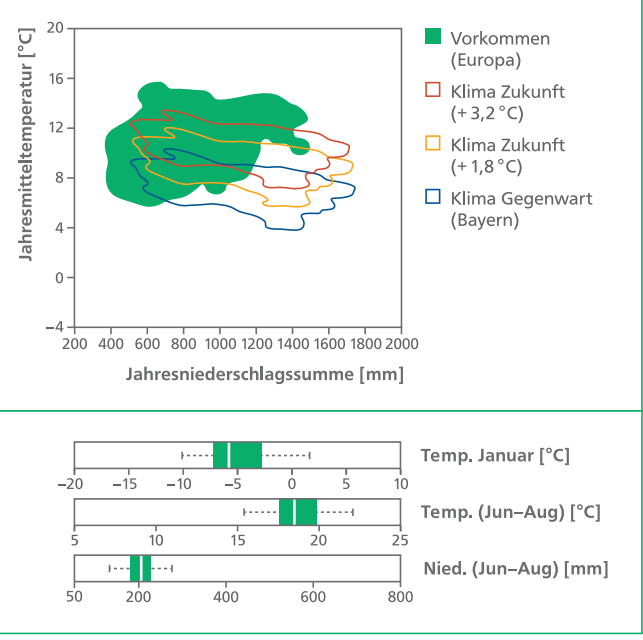 20
16
12
8
4
0
−4
Jahresmitteltemperatur [°C]
200 400 600 800 1000 1200 1400 1600 1800 2000
Jahresniederschlagssumme [mm]
Vorkommen
(Europa)
Klima Zukunft
(+ 3,2 °C)
Klima Zukunft
(+ 1,8 °C)
Klima Gegenwart
(Bayern)
Temp. Januar [°C]
−20 −15 −10 −5 0 5 10
Temp. (Jun–Aug) [°C]
5 10 15 20 25
Nied. (Jun–Aug) [mm]
50 200 400 600 800